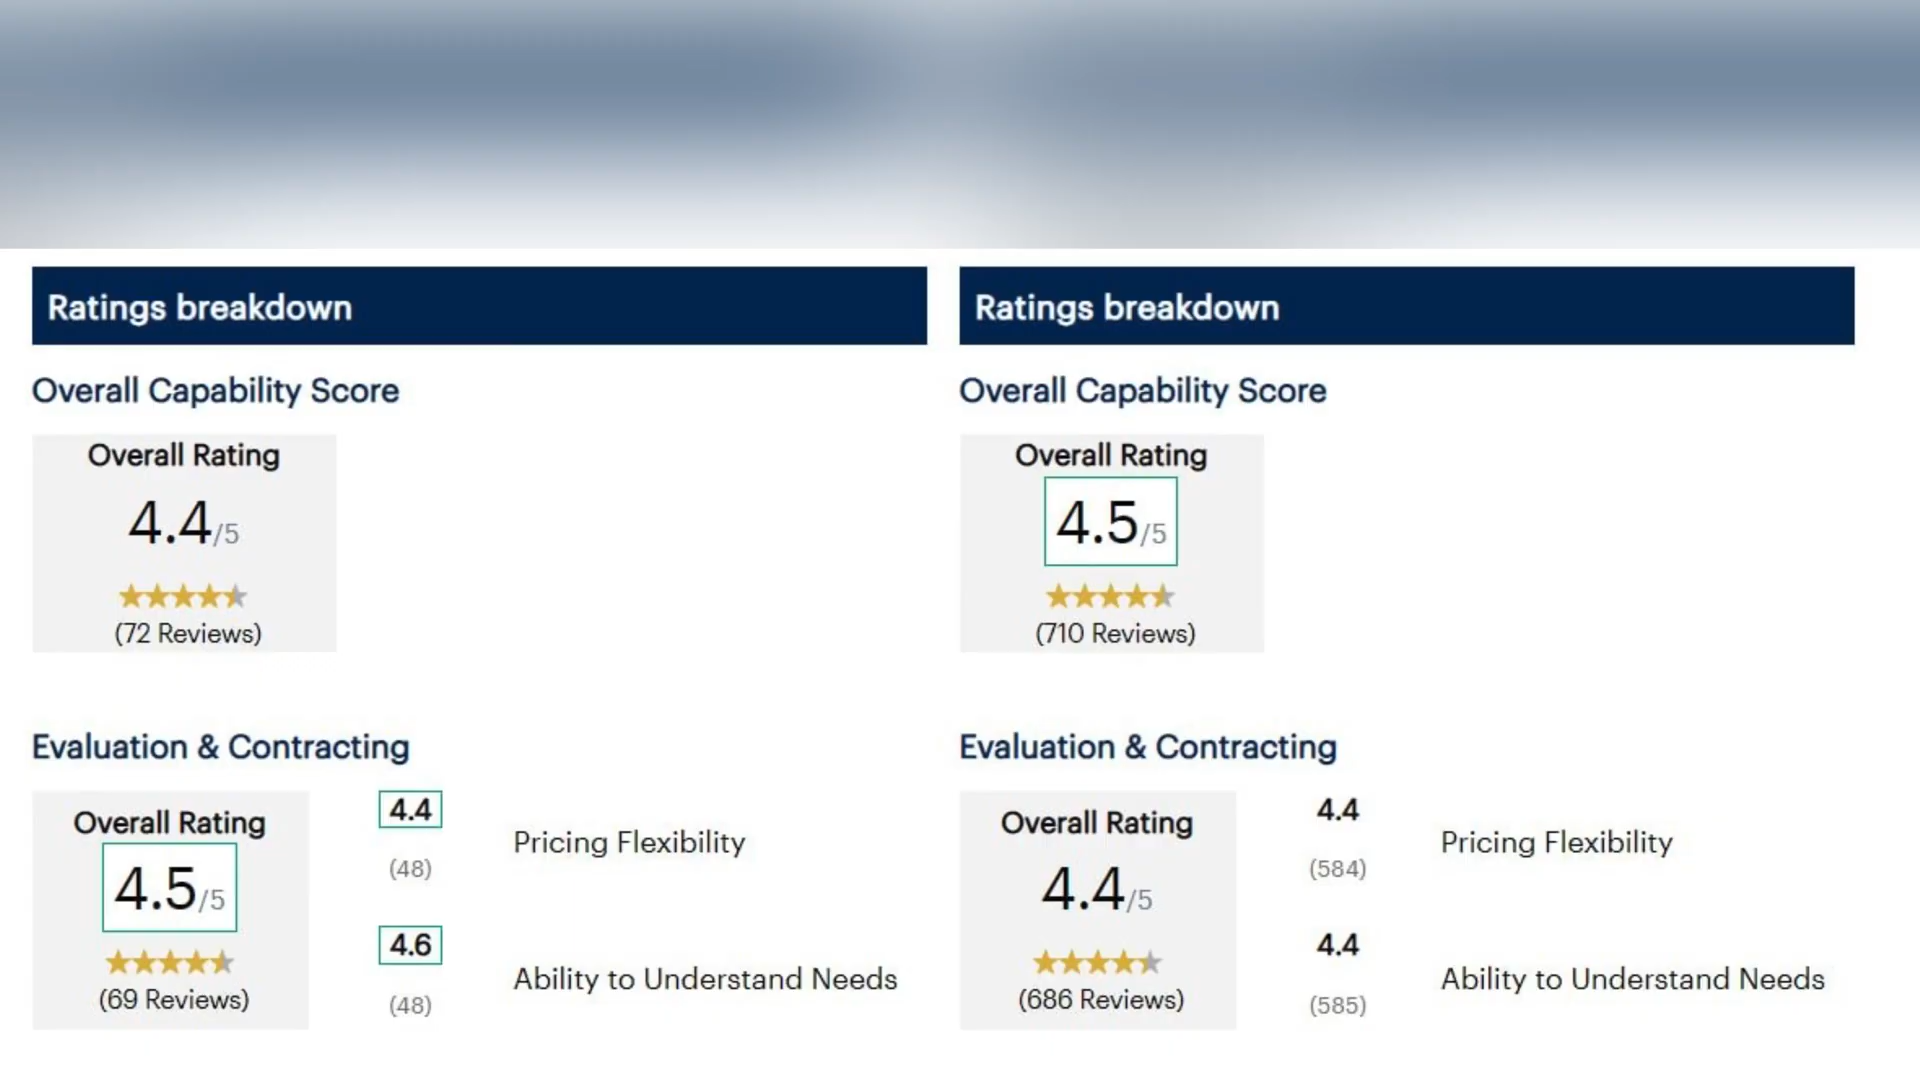 Ratings breakdown
Overall Capability Score
Overall Rating
4.4/5
(72 Reviews)
Evaluation & Contracting
Overall Rating
4.5/5
(69 Reviews)
4.4
(48)
Pricing Flexibility
4.6
(48)
Ability to Understand Needs
Ratings breakdown
Overall Capability Score
Overall Rating
4.5/5
(710 Reviews)
Evaluation & Contracting
Overall Rating
4.4/5
(686 Reviews)
4.4
(584)
Pricing Flexibility
4.4
(585)
Ability to Understand Needs